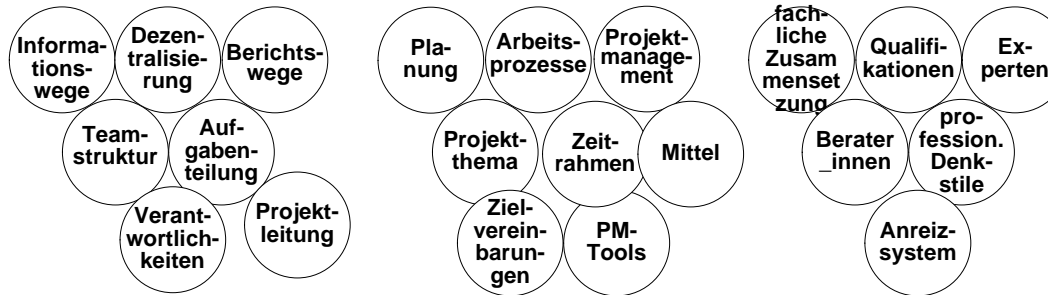 Informa-
tions-
wege
Dezen-
tralisie-
rung
Berichts-
wege
Team-
struktur
Auf-
gaben-
teilung
Verant-
wortlich-
keiten
Projekt-
leitung
Pla-
nung
Arbeits-
prozesse
Projekt-
manage-
ment
Projekt-
thema
Zeit-
rahmen
Mittel
Ziel-
verein-
barun-
gen
PM-
Tools
fach-
liche
Zusam
menset
zung
Qualifi-
kationen
Ex-
perten
Berater
_innen
pro-
fession.
Denk-
stile
Anreiz-
system